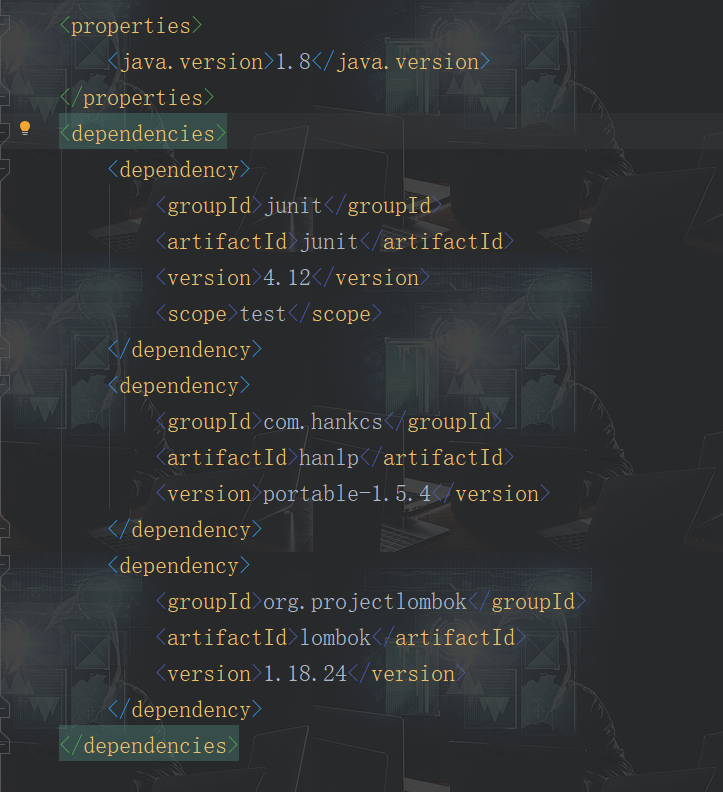 <properties>
<java.version>1.8</java.version>
</properties>
<dependencies>
<dependency>
<groupId>junit</groupId>
<artifactId>junit</artifactId>
<version>4.12</version>
<scope>test</scope>
</dependency>
<dependency>
<groupId>com.hankcs</groupId>
<artifactId>hanlp</artifactId>
<version>portable-1.5.4</version>
</dependency>
<dependency>
<groupId>org.projectlombok</groupId>
<artifactId>lombok</artifactId>
<version>1.18.24</version>
</dependency>
</dependencies>